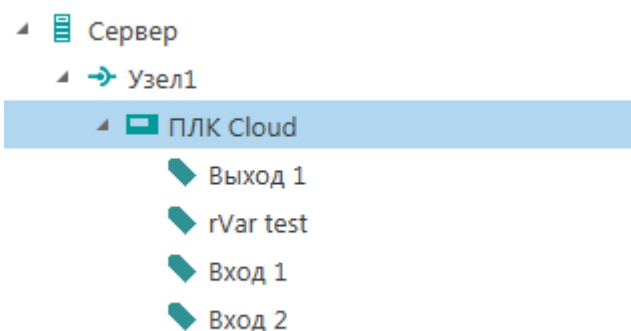 Сервер
Узел1
ПЛК Cloud
Выход 1
rVar test
Вход 1
Вход 2